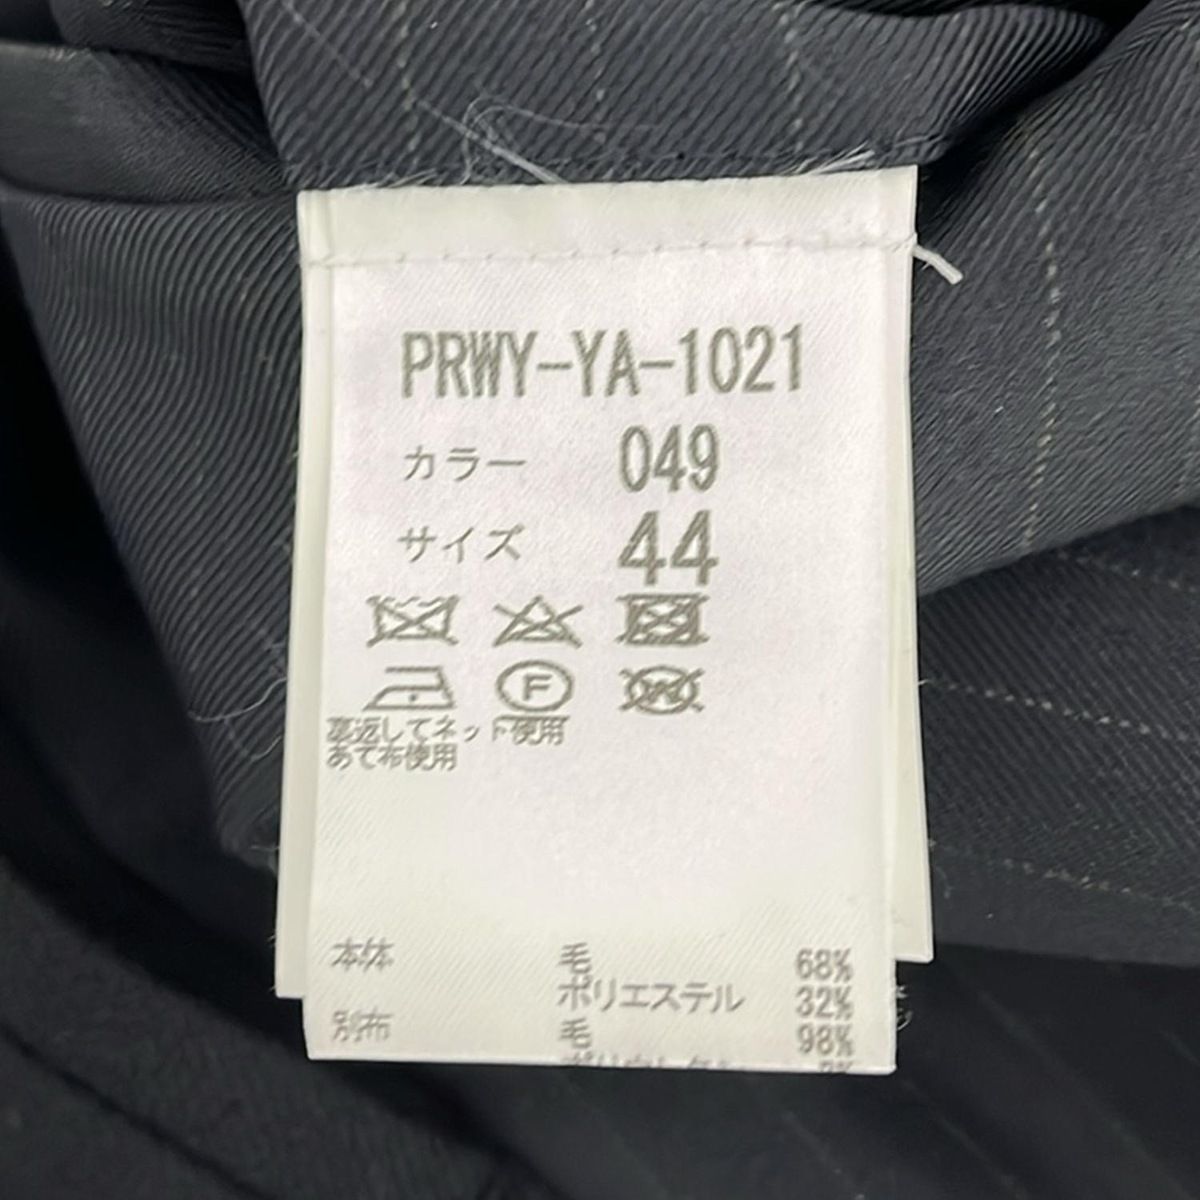 PRWY-YA-1021
カラー 049
サイズ 44
F
W
裏返してネット使用
あて布使用
本体 毛 68%
ポリエステル 32%
別布 毛 98%